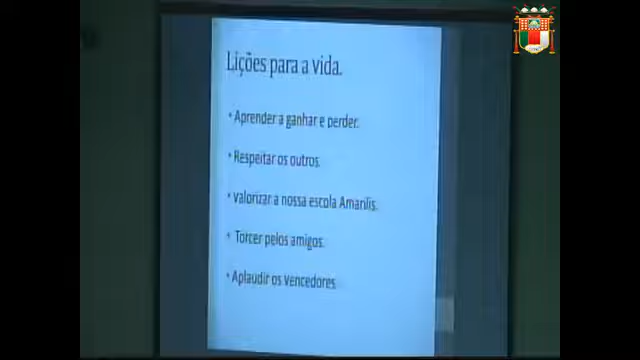 Lições para a vida.
• Aprender a ganhar e perder.
• Respeitar os outros.
• Valorizar a nossa escola Amarilis.
• Torcer pelos amigos.
• Aplaudir os vencedores